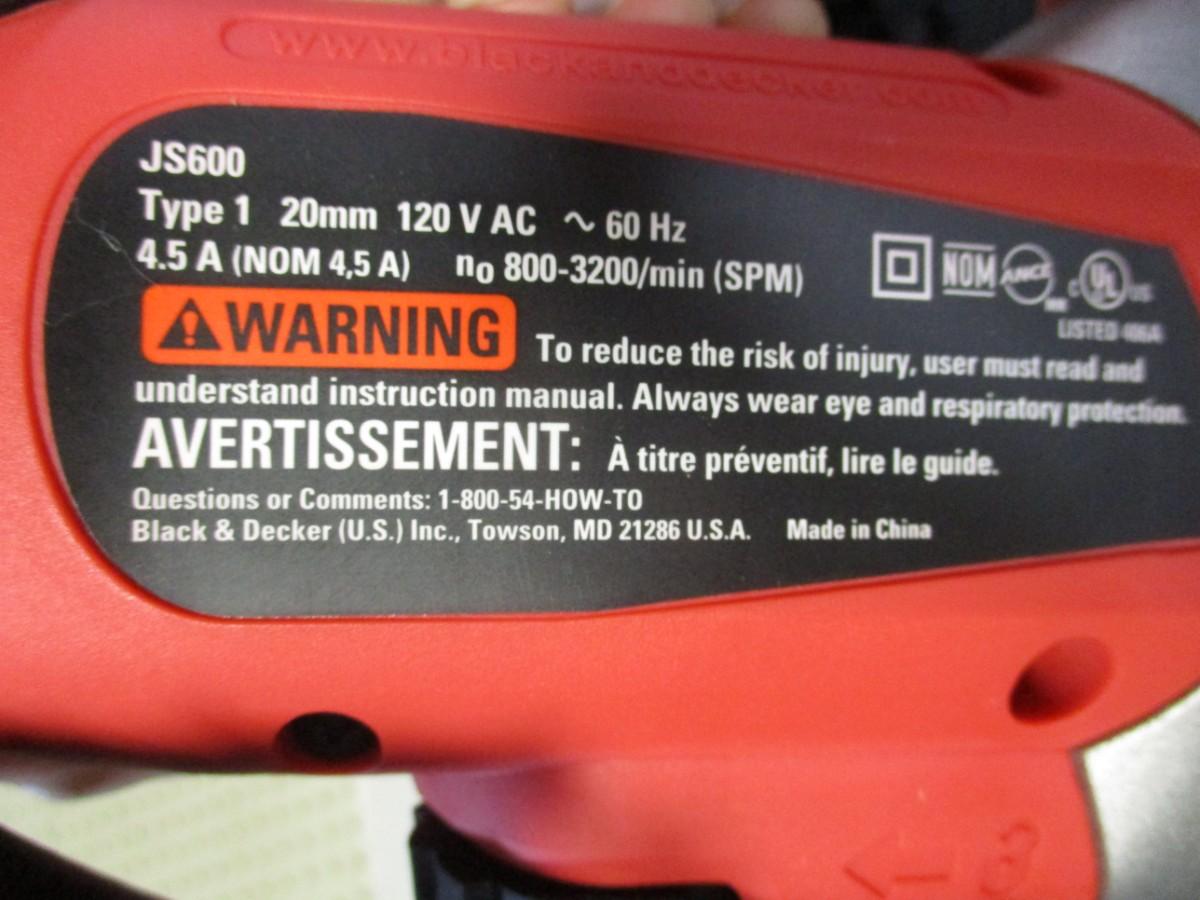 www.blackanddecker.com
JS600
Type 1 20mm 120 V AC ~ 60 Hz
4.5 A (NOM 4,5 A) no 800-3200/min (SPM)
NOM ANCE C UL US
LISTED
WARNING To reduce the risk of injury, user must read and
understand instruction manual. Always wear eye and respiratory protection.
AVERTISSEMENT: À titre préventif, lire le guide.
Questions or Comments: 1-800-54-HOW-TO
Black & Decker (U.S.) Inc., Towson, MD 21286 U.S.A. Made in China